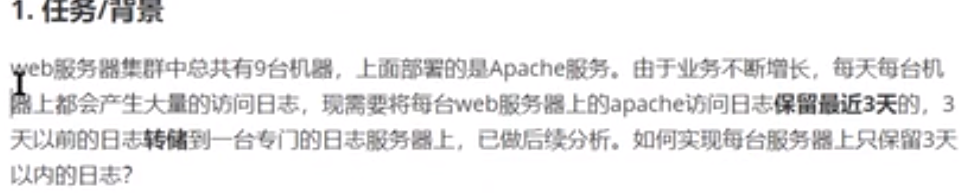 1. 任务/背景
web服务器集群中总共有9台机器，上面部署的是Apache服务。由于业务不断增长，每天每台机
器上都会产生大量的访问日志，现需要将每台web服务器上的apache访问日志保留最近3天的，3
天以前的日志转储到一台专门的日志服务器上，已做后续分析。如何实现每台服务器上只保留3天
以内的日志？